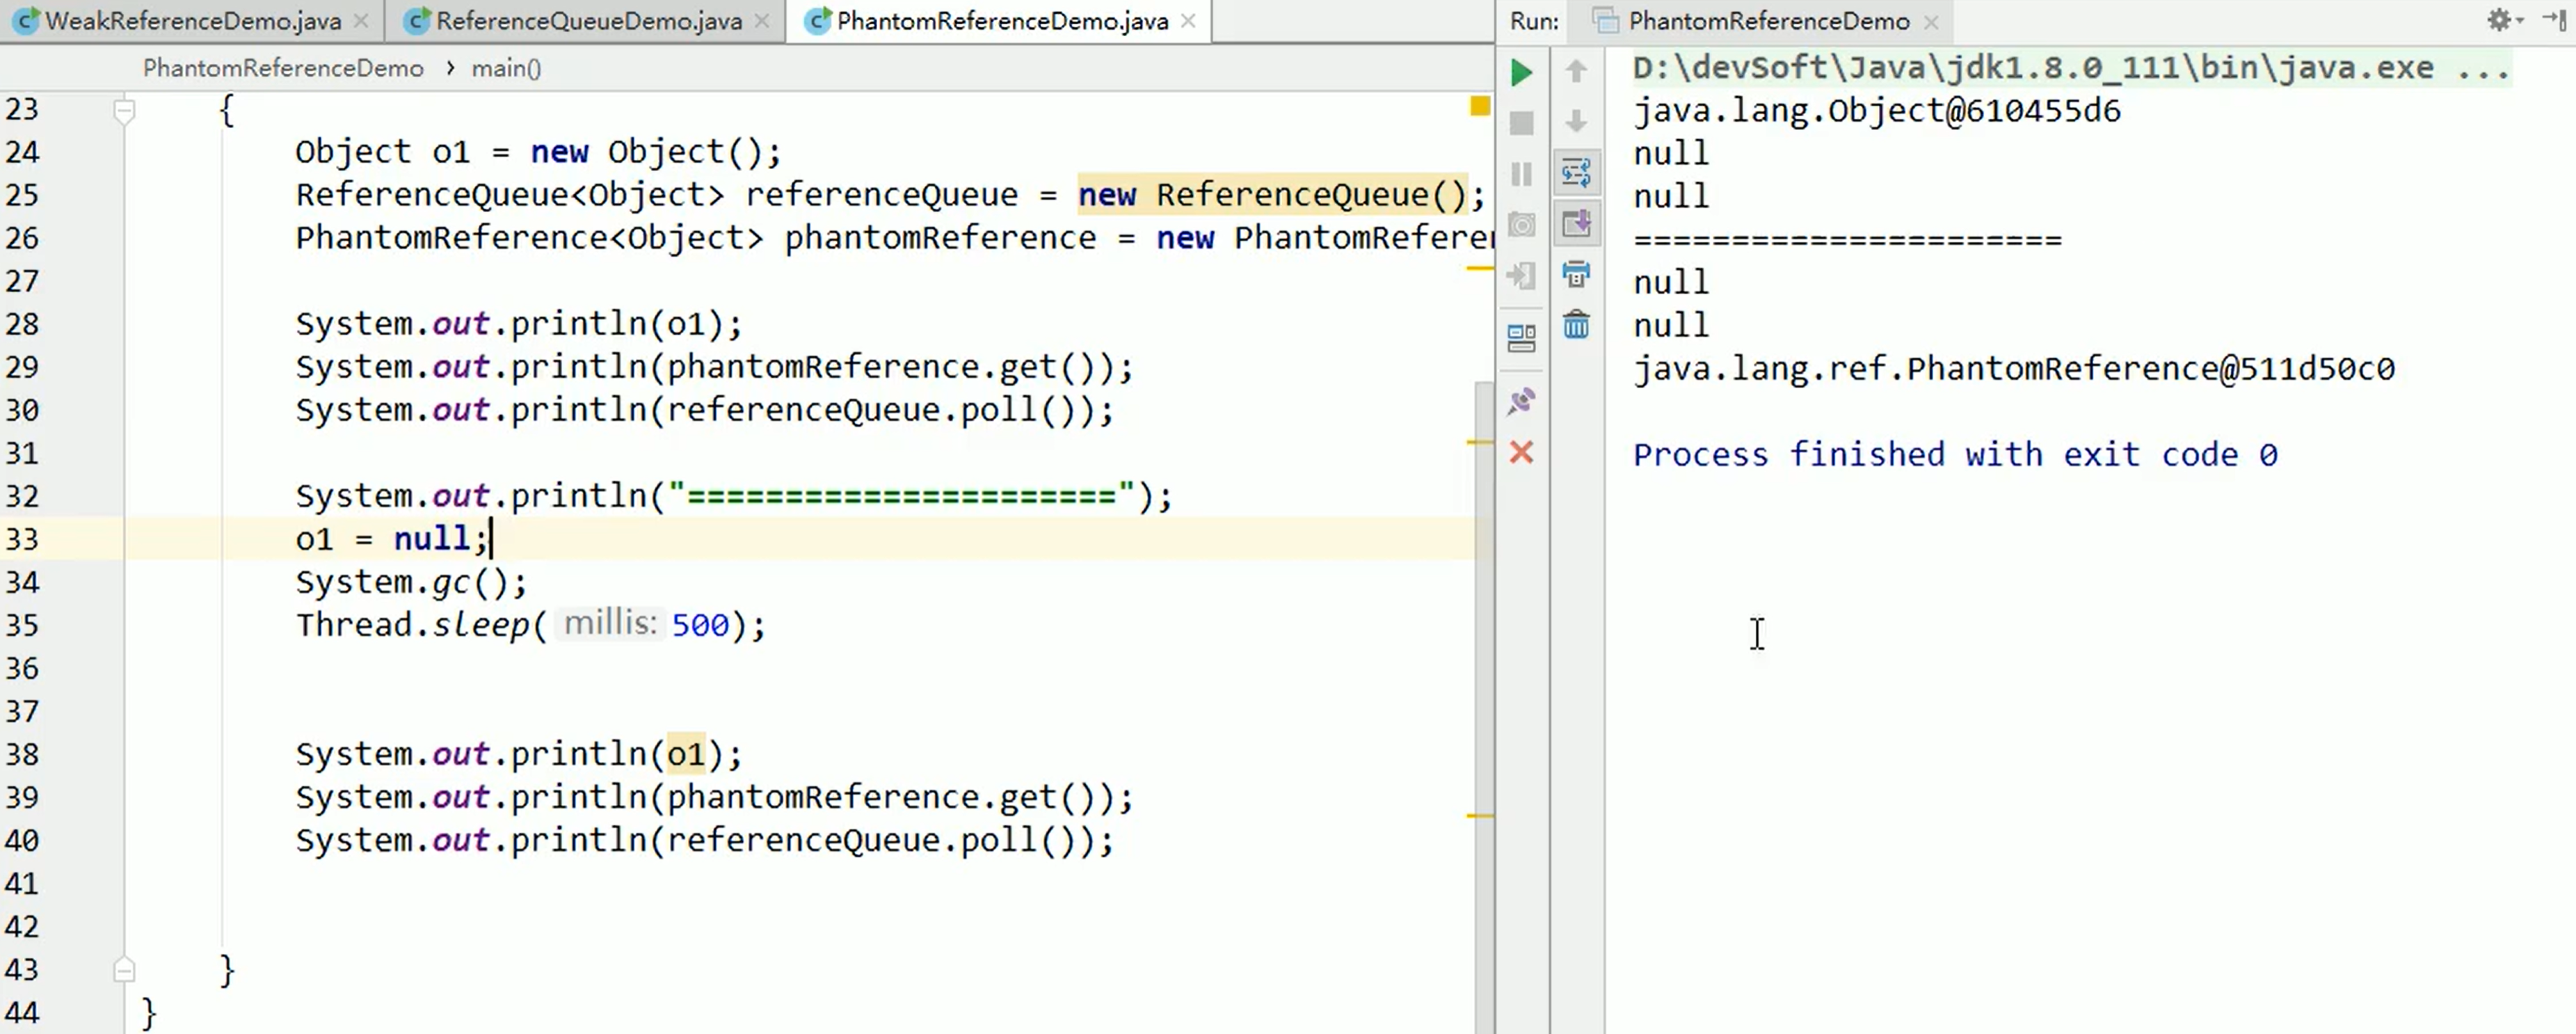 WeakReferenceDemo.java
ReferenceQueueDemo.java
PhantomReferenceDemo.java
PhantomReferenceDemo › main()
23 {
24 Object o1 = new Object();
25 ReferenceQueue<Object> referenceQueue = new ReferenceQueue();
26 PhantomReference<Object> phantomReference = new PhantomReferen
27
28 System.out.println(o1);
29 System.out.println(phantomReference.get());
30 System.out.println(referenceQueue.poll());
31
32 System.out.println("======================");
33 o1 = null;
34 System.gc();
35 Thread.sleep( millis: 500);
36
37
38 System.out.println(o1);
39 System.out.println(phantomReference.get());
40 System.out.println(referenceQueue.poll());
41
42
43 }
44 }
Run: PhantomReferenceDemo
D:\devSoft\Java\jdk1.8.0_111\bin\java.exe ...
java.lang.Object@610455d6
null
null
======================
null
null
java.lang.ref.PhantomReference@511d50c0
Process finished with exit code 0